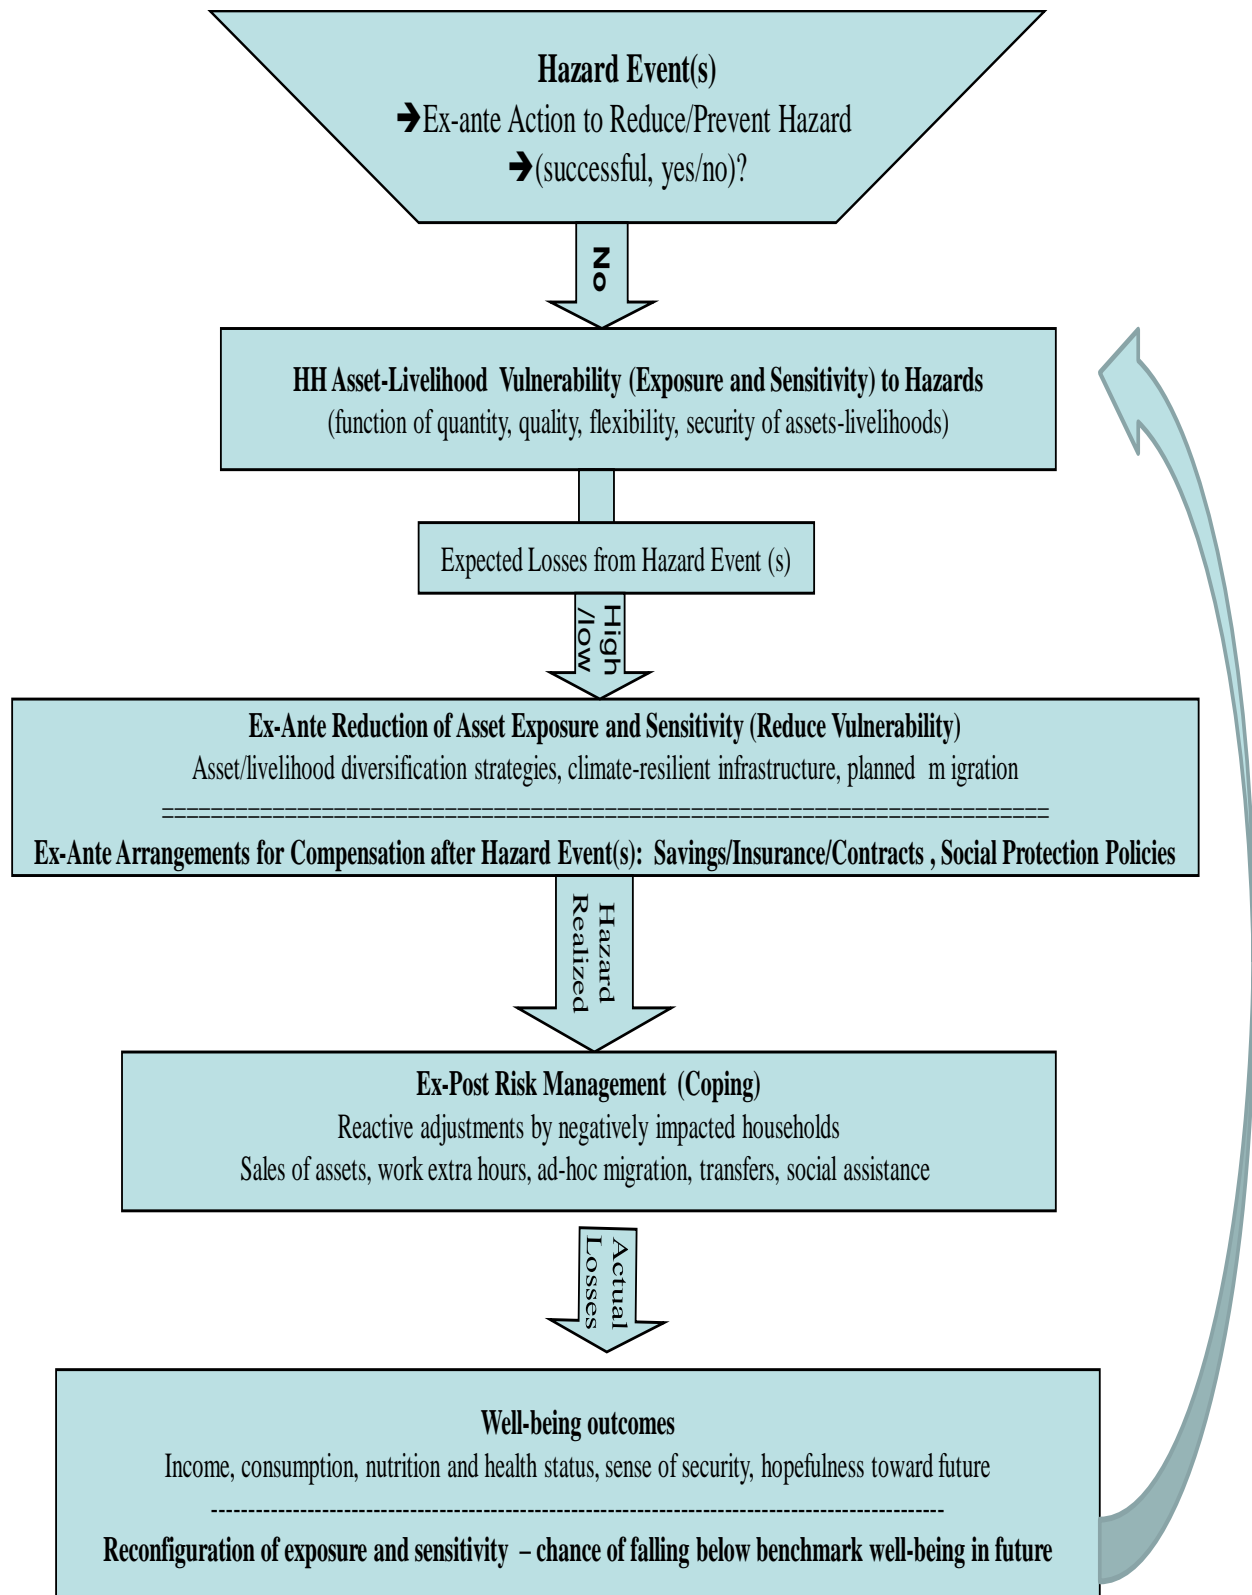 Hazard Event(s)
➔Ex-ante Action to Reduce/Prevent Hazard
➔(successful, yes/no)?
No
HH Asset-Livelihood Vulnerability (Exposure and Sensitivity) to Hazards
(function of quantity, quality, flexibility, security of assets-livelihoods)
Expected Losses from Hazard Event (s)
High
/low
Ex-Ante Reduction of Asset Exposure and Sensitivity (Reduce Vulnerability)
Asset/livelihood diversification strategies, climate-resilient infrastructure, planned m igration
=========================================================================
Ex-Ante Arrangements for Compensation after Hazard Event(s): Savings/Insurance/Contracts , Social Protection Policies
Hazard
Realized
Ex-Post Risk Management (Coping)
Reactive adjustments by negatively impacted households
Sales of assets, work extra hours, ad-hoc migration, transfers, social assistance
Actual
Losses
Well-being outcomes
Income, consumption, nutrition and health status, sense of security, hopefulness toward future
--------------------------------------------------------------------------------------------------
Reconfiguration of exposure and sensitivity – chance of falling below benchmark well-being in future